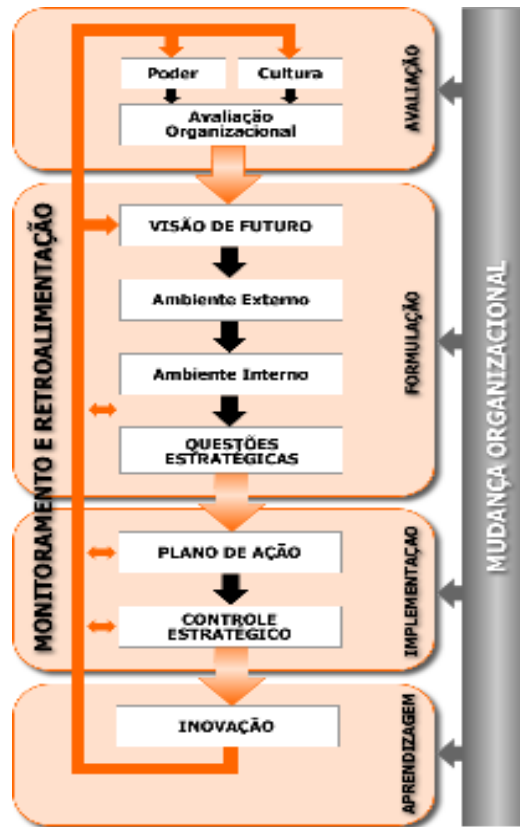 Poder
Cultura
Avaliação
Organizacional
AVALIAÇÃO
VISÃO DE FUTURO
Ambiente Externo
Ambiente Interno
QUESTÕES
ESTRATÉGICAS
FORMULAÇÃO
PLANO DE AÇÃO
CONTROLE
ESTRATÉGICO
IMPLEMENTAÇÃO
INOVAÇÃO
APRENDIZAGEM
MONITORAMENTO E RETROALIMENTAÇÃO
MUDANÇA ORGANIZACIONAL